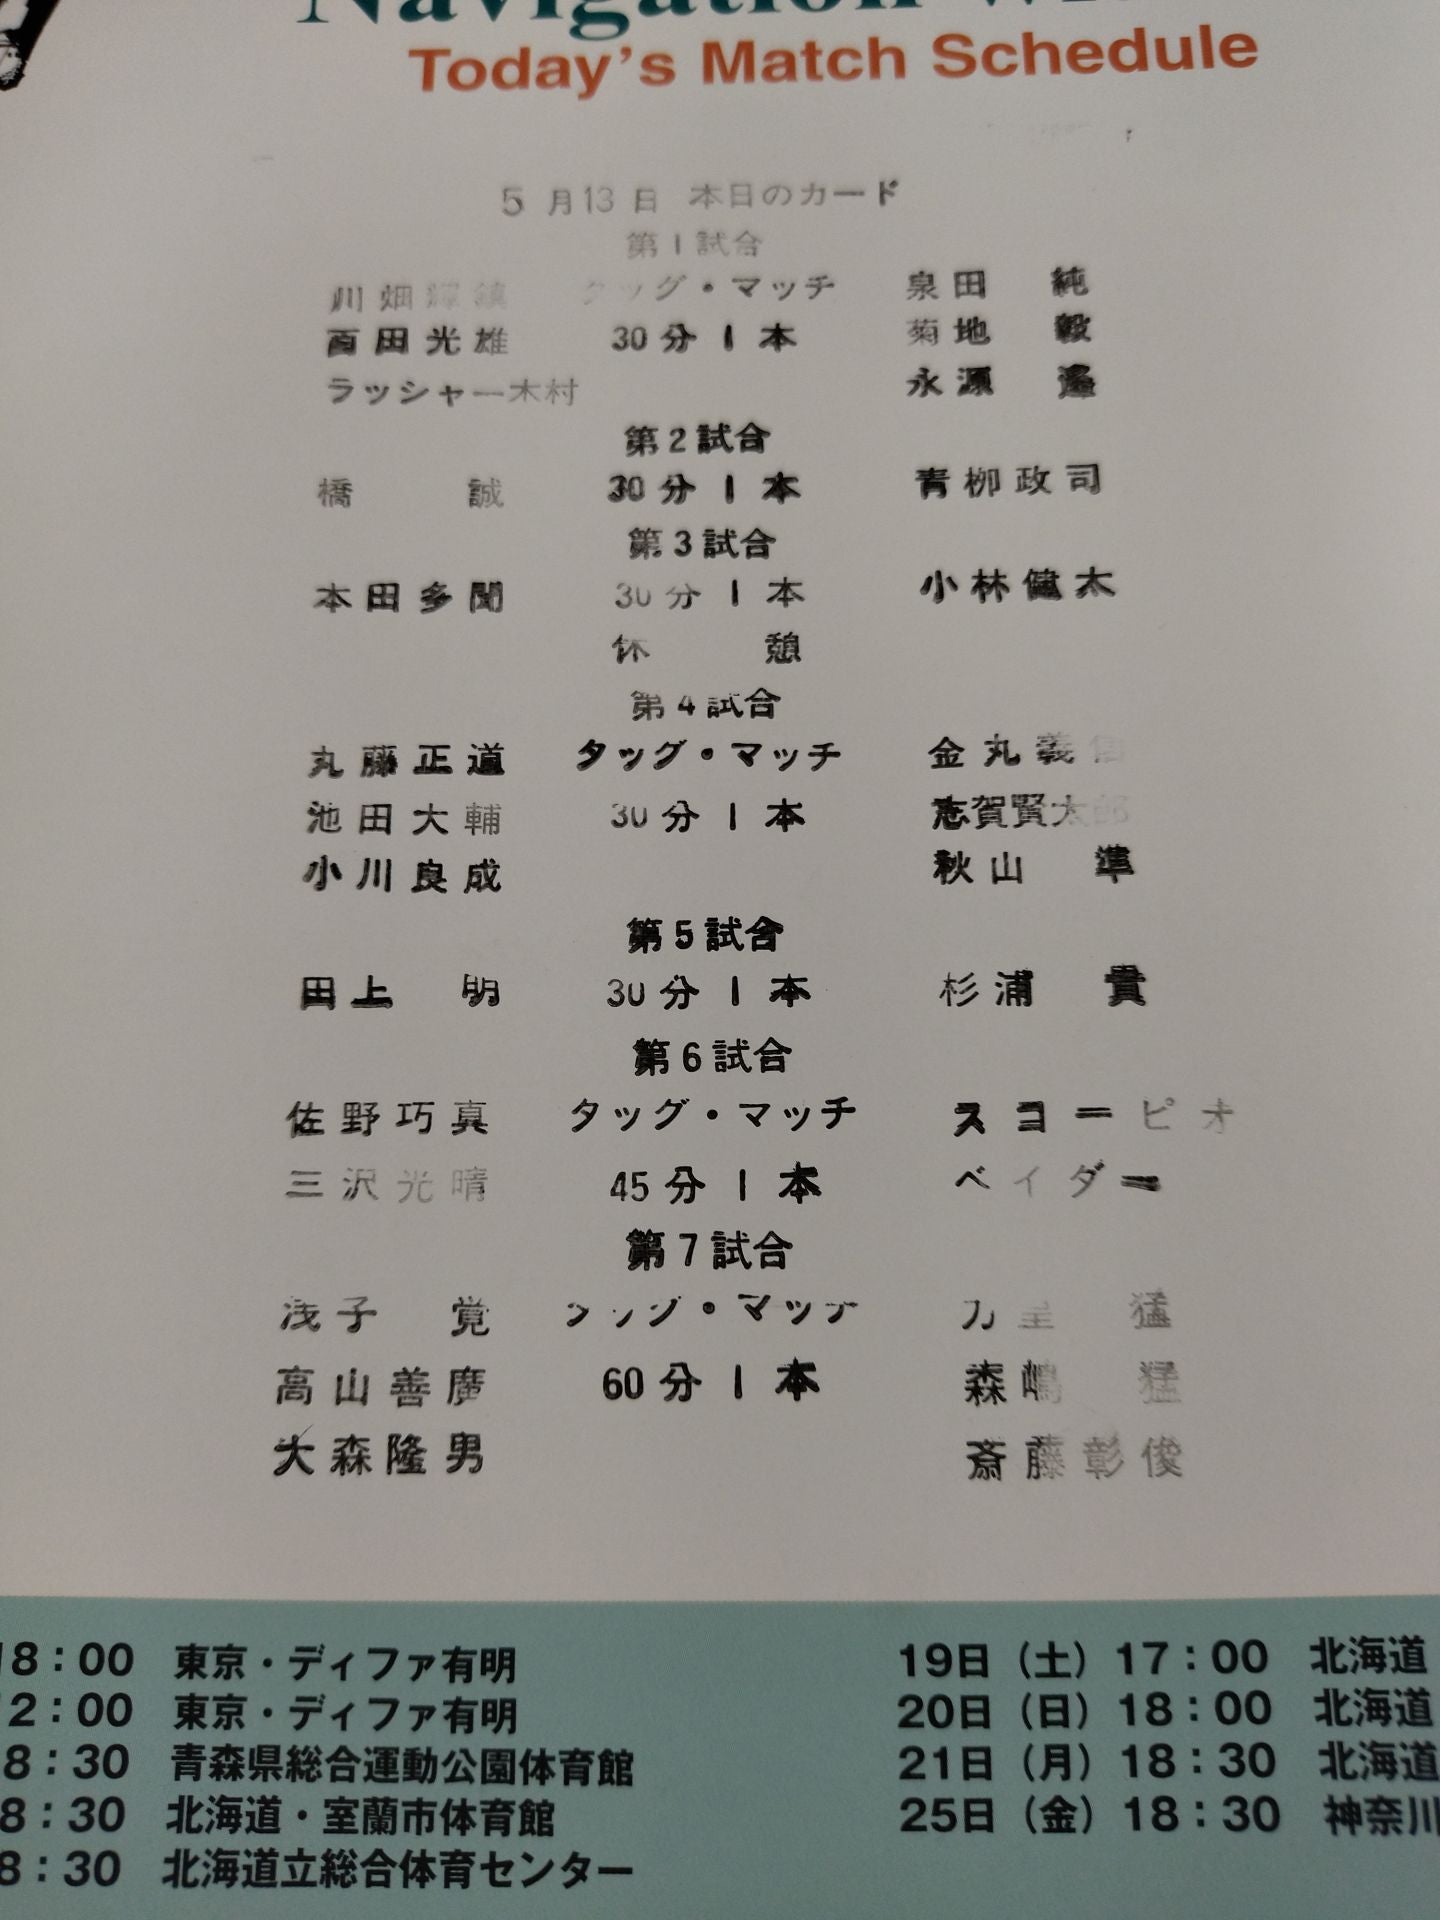 Navigation
Today's Match Schedule
5月13日 本日のカード
第1試合
川畑輝鎮 タッグ・マッチ 泉田 純
百田光雄 30分1本 菊地 毅
ラッシャー木村 永源 遙
第2試合
橋 誠 30分1本 青柳政司
第3試合
本田多聞 30分1本 小林健太
休 憩
第4試合
丸藤正道 タッグ・マッチ 金丸義信
池田大輔 30分1本 志賀賢太郎
小川良成 秋山 準
第5試合
田上 明 30分1本 杉浦 貴
第6試合
佐野巧真 タッグ・マッチ スコーピオ
三沢光晴 45分1本 ベイダー
第7試合
浅子 覚 タッグ・マッチ 力皇 猛
高山善廣 60分1本 森嶋 猛
大森隆男 斎藤彰俊
18:00 東京・ディファ有明 19日(土)17:00 北海道
2:00 東京・ディファ有明 20日(日)18:00 北海道
8:30 青森県総合運動公園体育館 21日(月)18:30 北海道
8:30 北海道・室蘭市体育館 25日(金)18:30 神奈川
8:30 北海道立総合体育センター